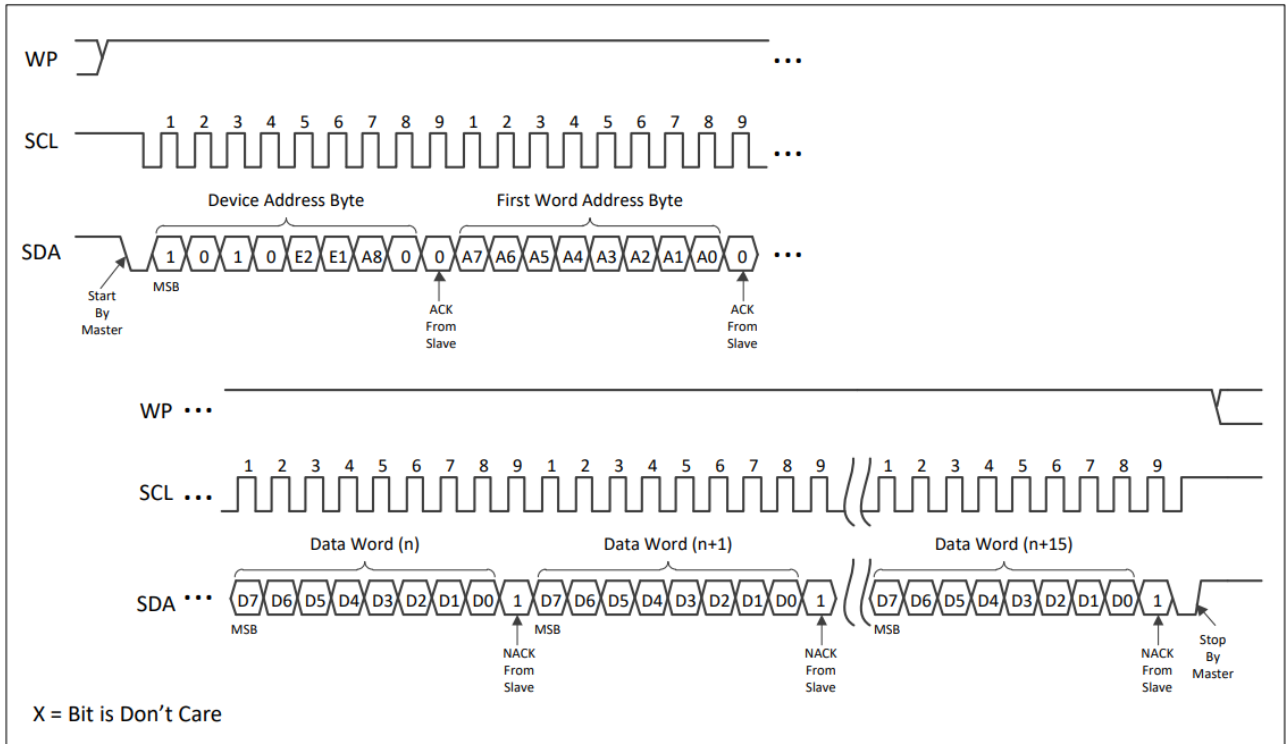 WP
...
1 2 3 4 5 6 7 8 9 1 2 3 4 5 6 7 8 9
SCL
...
Device Address Byte First Word Address Byte
SDA
1 0 1 0 E2 E1 A8 0 0 A7 A6 A5 A4 A3 A2 A1 A0 0
...
MSB
Start
By
Master
ACK
From
Slave
ACK
From
Slave
WP ...
1 2 3 4 5 6 7 8 9 1 2 3 4 5 6 7 8 9 1 2 3 4 5 6 7 8 9
SCL ...
Data Word (n) Data Word (n+1) Data Word (n+15)
SDA ... D7 D6 D5 D4 D3 D2 D1 D0 1 D7 D6 D5 D4 D3 D2 D1 D0 1 D7 D6 D5 D4 D3 D2 D1 D0 1
MSB MSB MSB
NACK
From
Slave
NACK
From
Slave
NACK
From
Slave
Stop
By
Master
X = Bit is Don’t Care